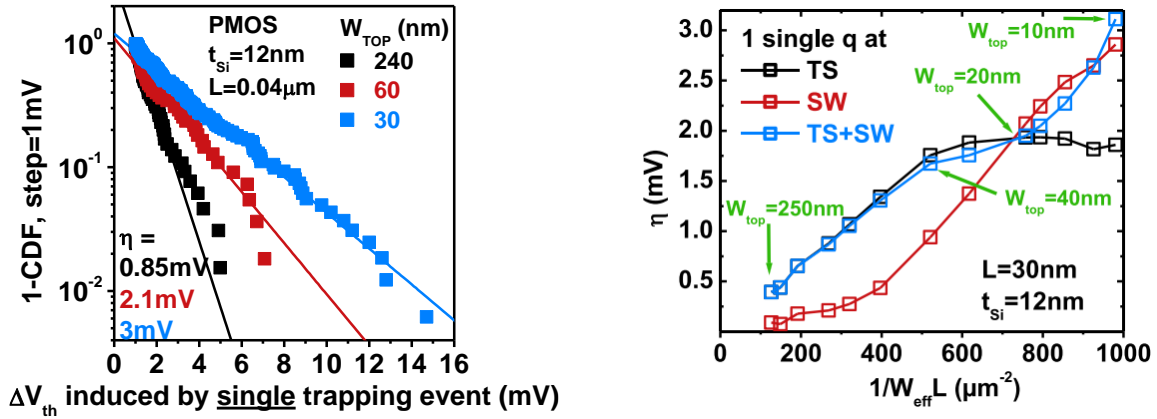 1-CDF, step=1mV
10⁰
10⁻¹
10⁻²
PMOS
t_Si=12nm
L=0.04μm
W_TOP (nm)
240
60
30
η =
0.85mV
2.1mV
3mV
0 2 4 6 8 10 12 14 16
ΔV_th induced by single trapping event (mV)
η (mV)
3.0
2.5
2.0
1.5
1.0
0.5
1 single q at
TS
SW
TS+SW
W_top=10nm
W_top=20nm
W_top=250nm
W_top=40nm
L=30nm
t_Si=12nm
0 200 400 600 800 1000
1/W_effL (μm⁻²)